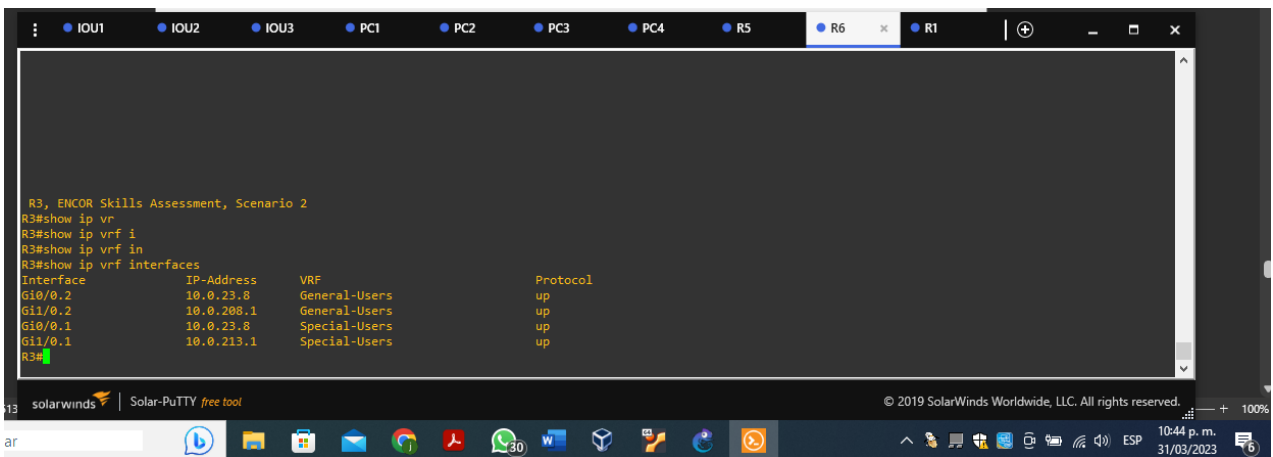 IOU1 IOU2 IOU3 PC1 PC2 PC3 PC4 R5 R6 R1
R3, ENCOR Skills Assessment, Scenario 2
R3#show ip vr
R3#show ip vrf i
R3#show ip vrf in
R3#show ip vrf interfaces
Interface IP-Address VRF Protocol
Gi0/0.2 10.0.23.8 General-Users up
Gi1/0.2 10.0.208.1 General-Users up
Gi0/0.1 10.0.23.8 Special-Users up
Gi1/0.1 10.0.213.1 Special-Users up
R3#
solarwinds Solar-PuTTY free tool © 2019 SolarWinds Worldwide, LLC. All rights reserved.
513 100%
ar 30 ESP 10:44 p. m.
31/03/2023 6